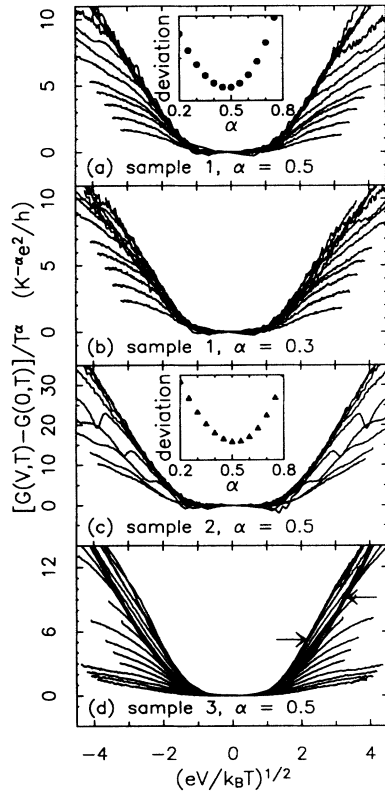 [G(V,T)−G(0,T)]/T^α (K^−α e²/h)
10
5
0
deviation
0.2 0.4 0.8
α
(a) sample 1, α = 0.5
10
5
0
(b) sample 1, α = 0.3
30
20
10
0
deviation
0.2 0.5 0.8
α
(c) sample 2, α = 0.5
12
6
0
(d) sample 3, α = 0.5
−4 −2 0 2 4
(eV/k_BT)^1/2